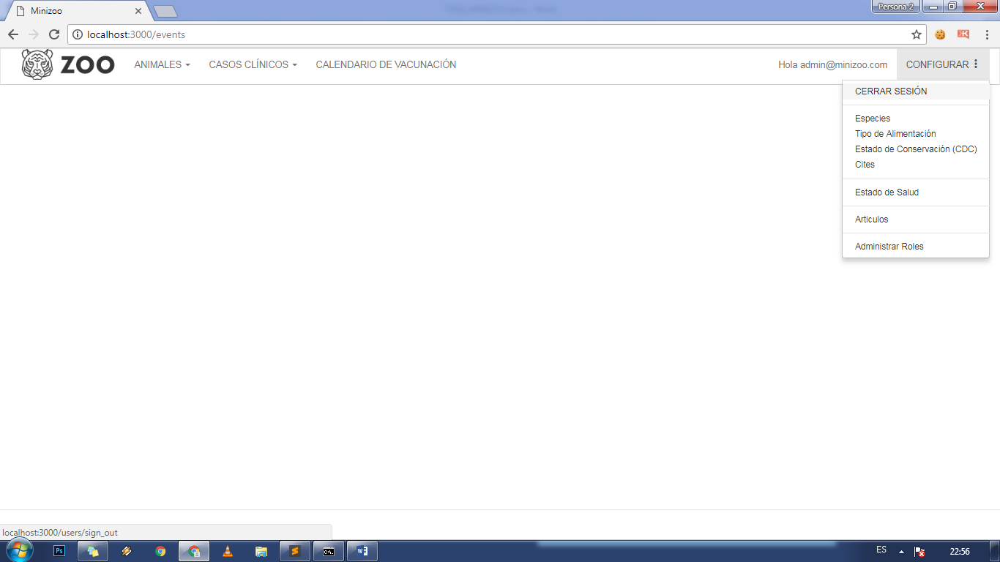 Minizoo
Persona 2
localhost:3000/events
ZOO ANIMALES CASOS CLÍNICOS CALENDARIO DE VACUNACIÓN Hola admin@minizoo.com CONFIGURAR
CERRAR SESIÓN
Especies
Tipo de Alimentación
Estado de Conservación (CDC)
Cites
Estado de Salud
Articulos
Administrar Roles
localhost:3000/users/sign_out
Ps
ES
22:56